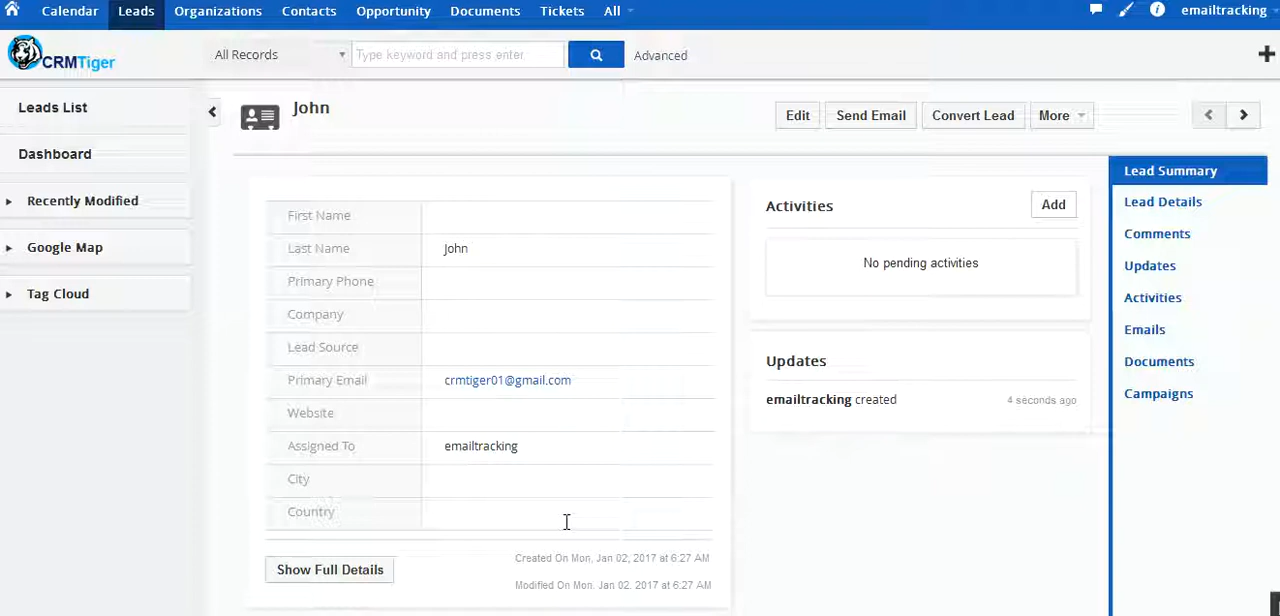 Calendar Leads Organizations Contacts Opportunity Documents Tickets All emailtracking
CRMTiger All Records Type keyword and press enter Advanced
Leads List
Dashboard
Recently Modified
Google Map
Tag Cloud
John Edit Send Email Convert Lead More
First Name
Last Name John
Primary Phone
Company
Lead Source
Primary Email crmtiger01@gmail.com
Website
Assigned To emailtracking
City
Country
Created On Mon, Jan 02, 2017 at 6:27 AM
Show Full Details
Modified On Mon, Jan 02, 2017 at 6:27 AM
Activities Add
No pending activities
Updates
emailtracking created 4 seconds ago
Lead Summary
Lead Details
Comments
Updates
Activities
Emails
Documents
Campaigns